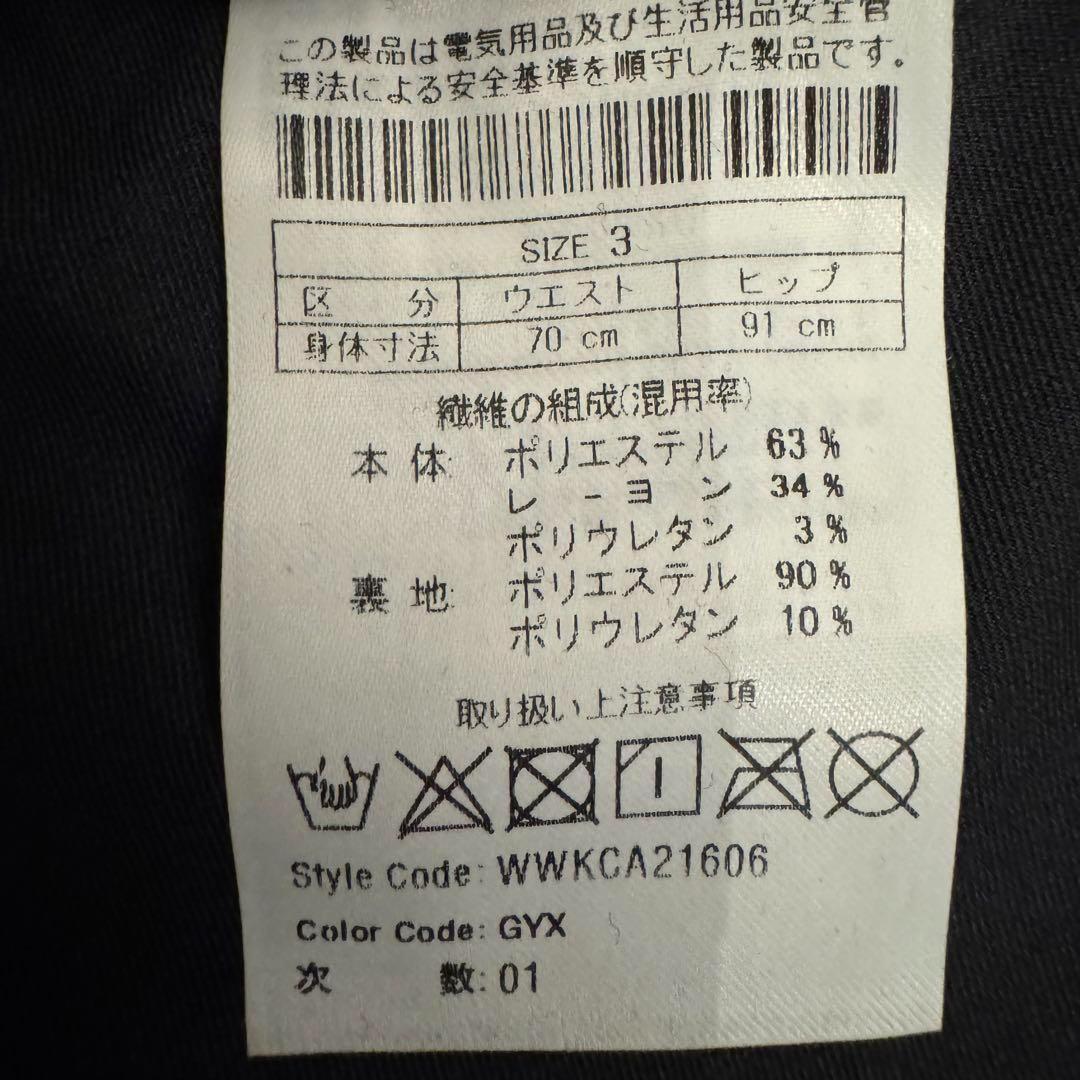 この製品は電気用品及び生活用品安全管
理法による安全基準を順守した製品です。
SIZE 3
区 分 ウエスト ヒップ
身体寸法 70 cm 91 cm
繊維の組成(混用率)
本 体: ポリエステル 63 %
レ - ヨ ン 34 %
ポリウレタン 3 %
裏 地: ポリエステル 90 %
ポリウレタン 10 %
取り扱い上注意事項
Style Code: WWKCA21606
Color Code: GYX
次 数: 01